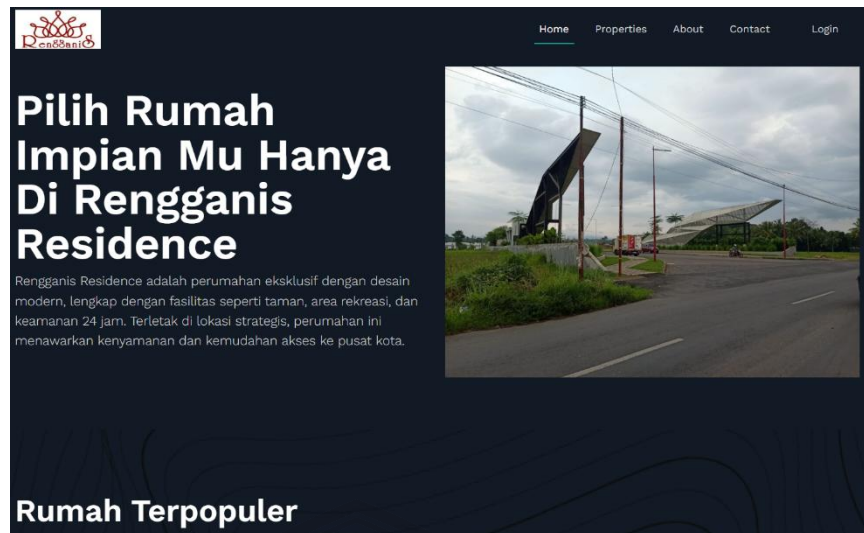 RengganiS
Home Properties About Contact Login
Pilih Rumah
Impian Mu Hanya
Di Rengganis
Residence
Rengganis Residence adalah perumahan eksklusif dengan desain
modern, lengkap dengan fasilitas seperti taman, area rekreasi, dan
keamanan 24 jam. Terletak di lokasi strategis, perumahan ini
menawarkan kenyamanan dan kemudahan akses ke pusat kota.
Rumah Terpopuler